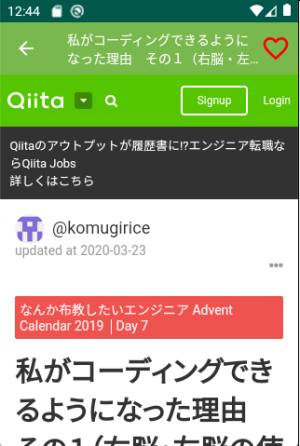 12:44
私がコーディングできるように
なった理由 その１（右脳・左...
Qiita
Signup
Login
Qiitaのアウトプットが履歴書に!?エンジニア転職な
らQiita Jobs
詳しくはこちら
@komugirice
updated at 2020-03-23
なんか布教したいエンジニア Advent
Calendar 2019 | Day 7
私がコーディングでき
るようになった理由
その１（右脳・左脳の使